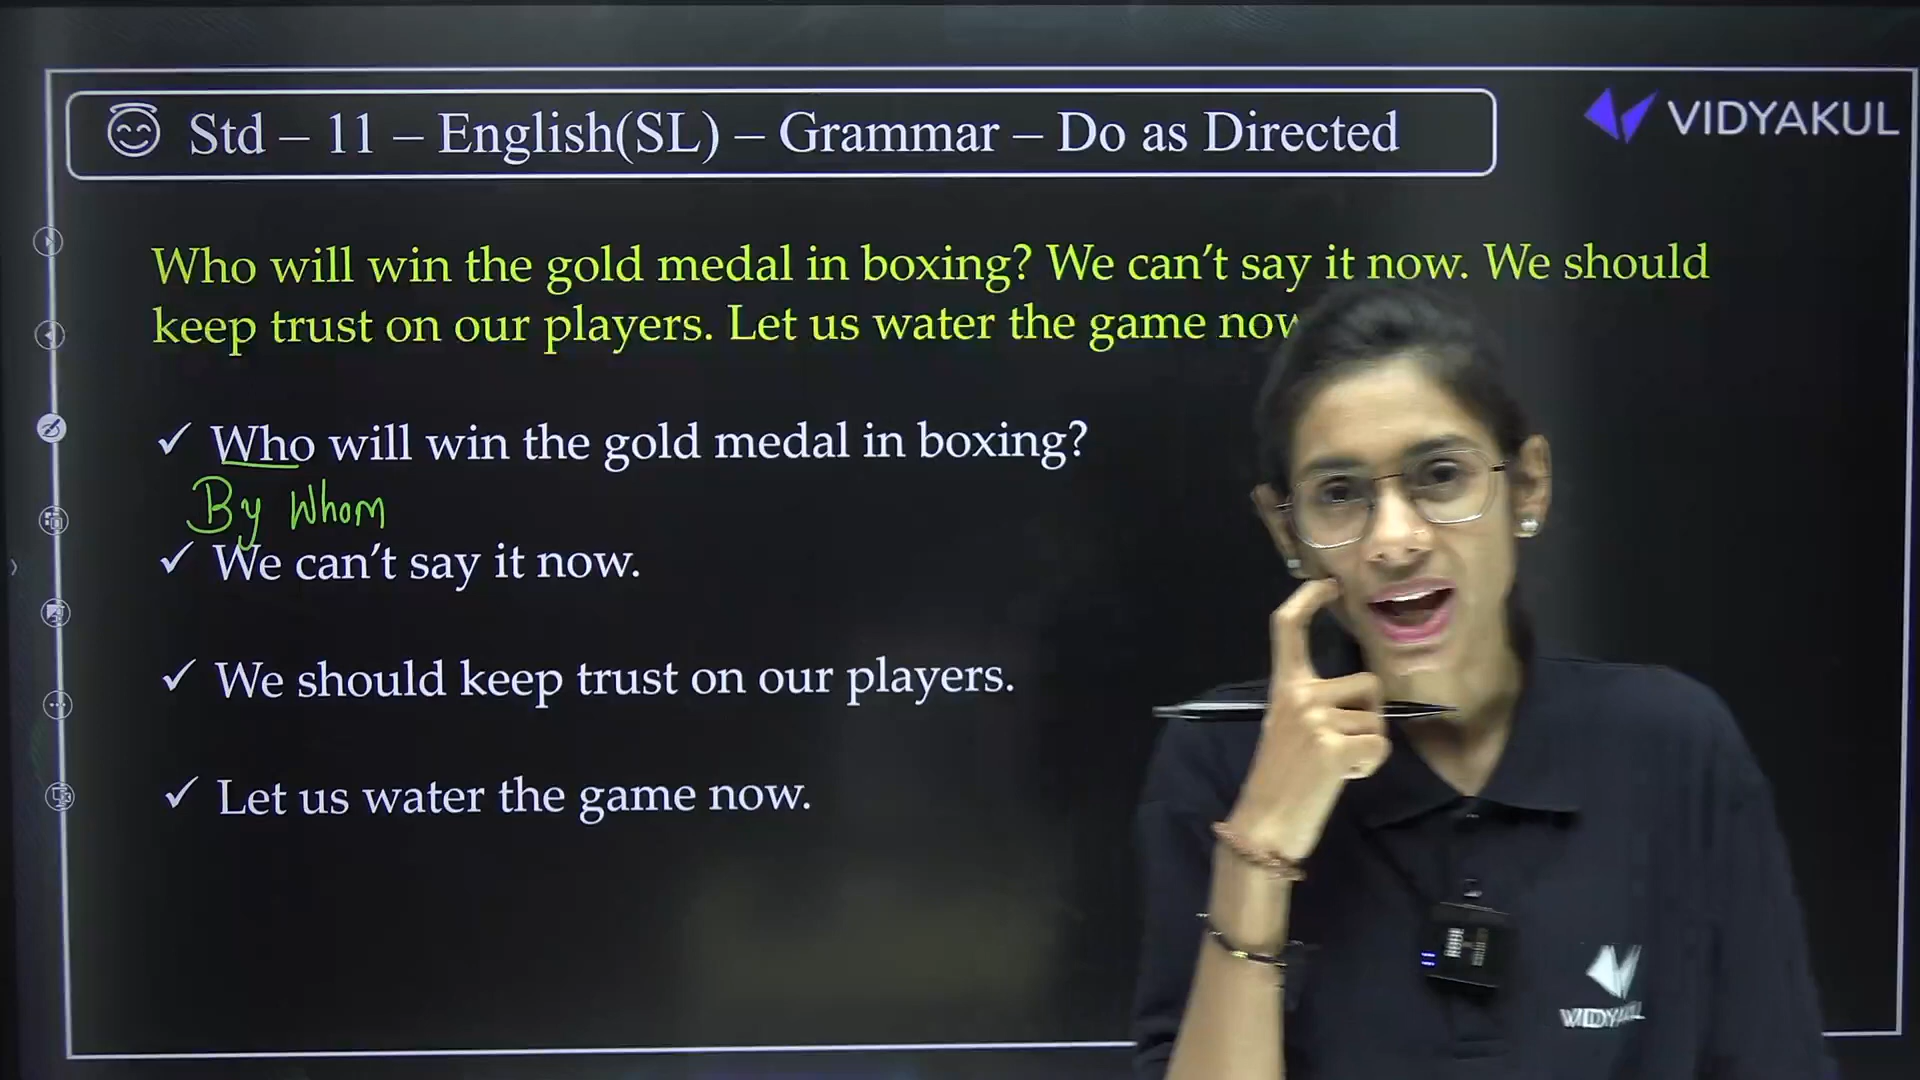 Std – 11 – English(SL) – Grammar – Do as Directed
VIDYAKUL
Who will win the gold medal in boxing? We can’t say it now. We should
keep trust on our players. Let us water the game now
✓ Who will win the gold medal in boxing?
By Whom
✓ We can’t say it now.
✓ We should keep trust on our players.
✓ Let us water the game now.
VIDYAKUL